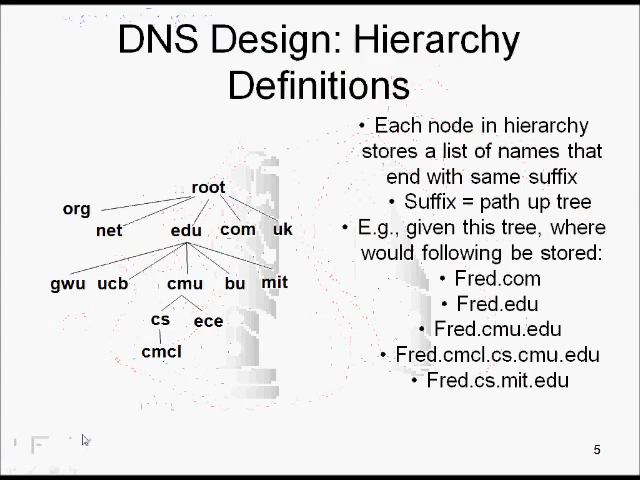 DNS Design: Hierarchy
Definitions
• Each node in hierarchy
stores a list of names that
end with same suffix
• Suffix = path up tree
• E.g., given this tree, where
would following be stored:
• Fred.com
• Fred.edu
• Fred.cmu.edu
• Fred.cmcl.cs.cmu.edu
• Fred.cs.mit.edu
root
org
net edu com uk
gwu ucb cmu bu mit
cs ece
cmcl
5